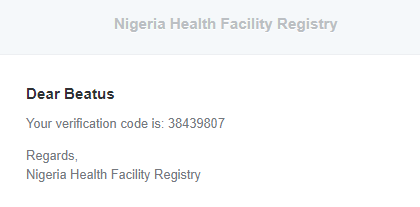 Nigeria Health Facility Registry
Dear Beatus
Your verification code is: 38439807
Regards,
Nigeria Health Facility Registry